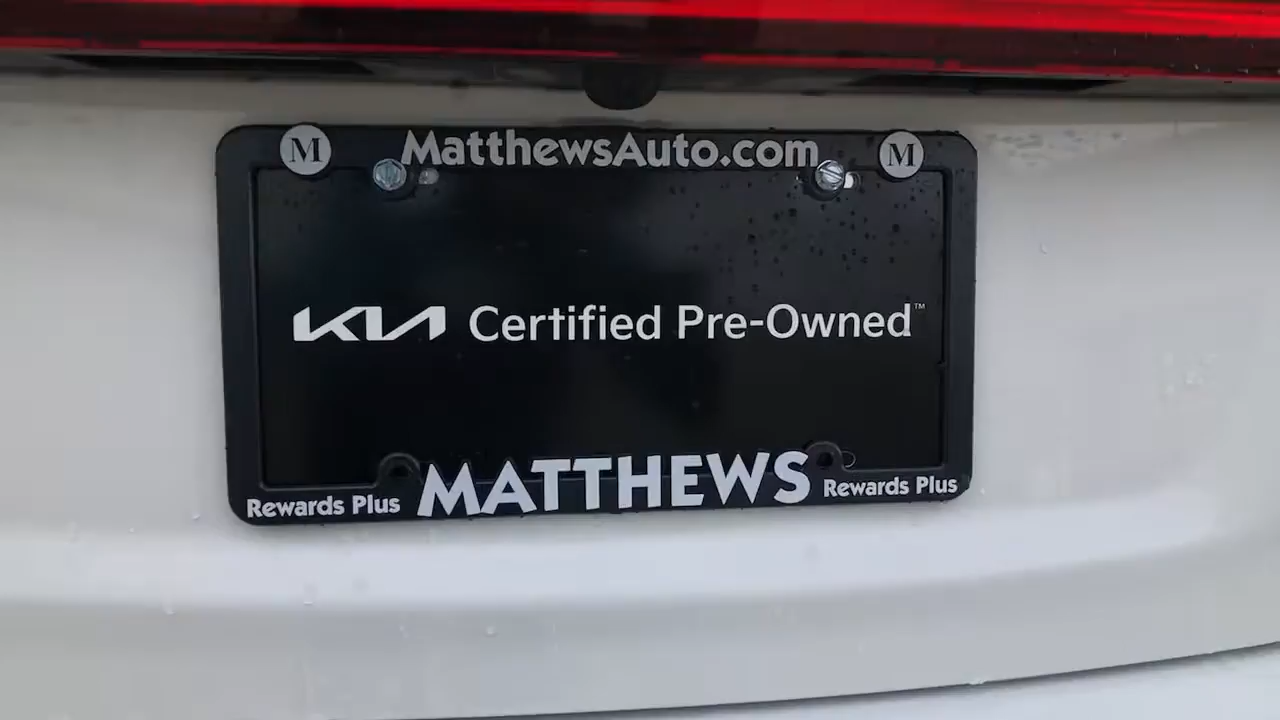 M MatthewsAuto.com M
KIA Certified Pre-Owned™
Rewards Plus MATTHEWS Rewards Plus